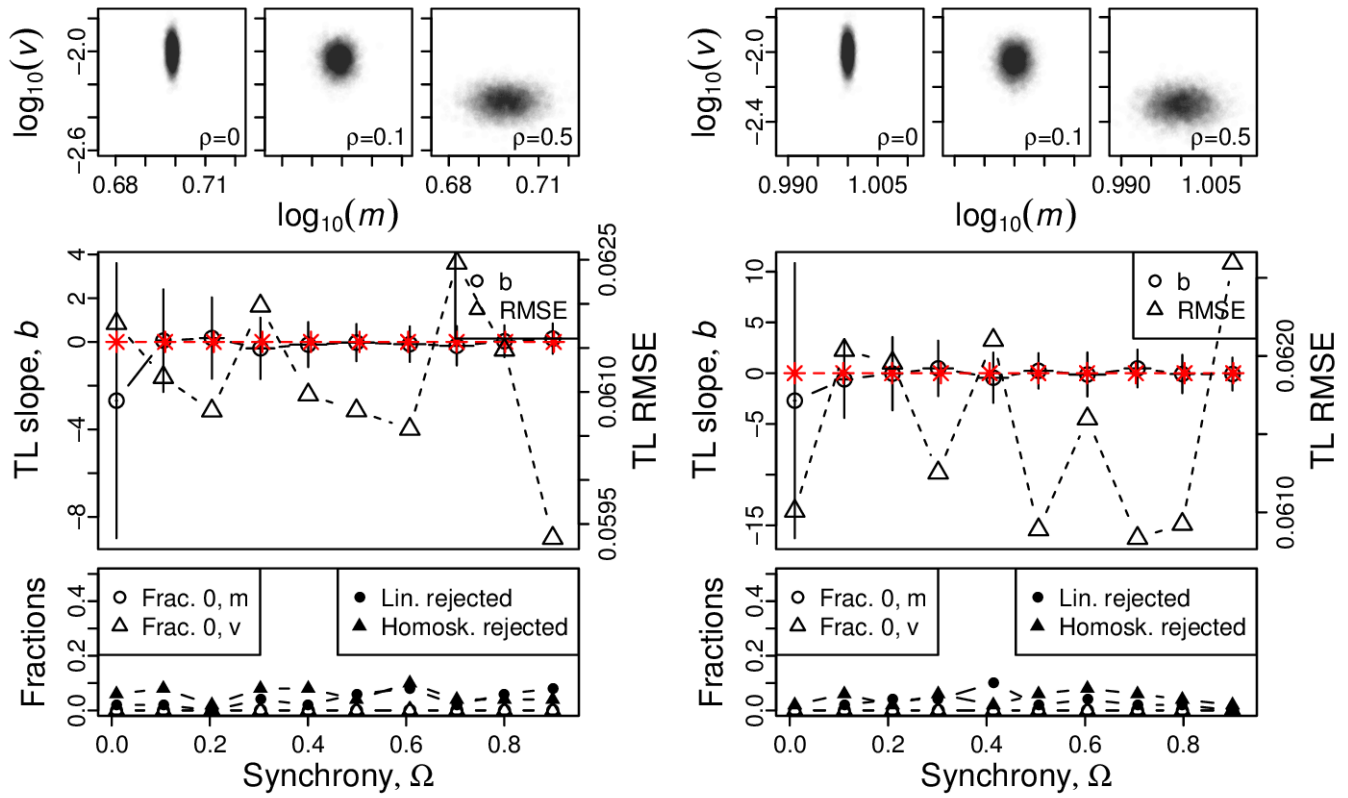 log10(v)
−2.0
−2.6
ρ=0
ρ=0.1
ρ=0.5
0.68 0.71 0.68 0.71
log10(m)
TL slope, b
4
2
0
−4
−8
b
RMSE
0.0625
0.0610
0.0595
TL RMSE
Fractions
0.4
0.2
0.0
Frac. 0, m
Frac. 0, v
Lin. rejected
Homosk. rejected
0.0 0.2 0.4 0.6 0.8
Synchrony, Ω
log10(v)
−2.0
−2.4
ρ=0
ρ=0.1
ρ=0.5
0.990 1.005 0.990 1.005
log10(m)
TL slope, b
10
5
0
−5
−15
b
RMSE
0.0620
0.0610
TL RMSE
Fractions
0.4
0.2
0.0
Frac. 0, m
Frac. 0, v
Lin. rejected
Homosk. rejected
0.0 0.2 0.4 0.6 0.8
Synchrony, Ω